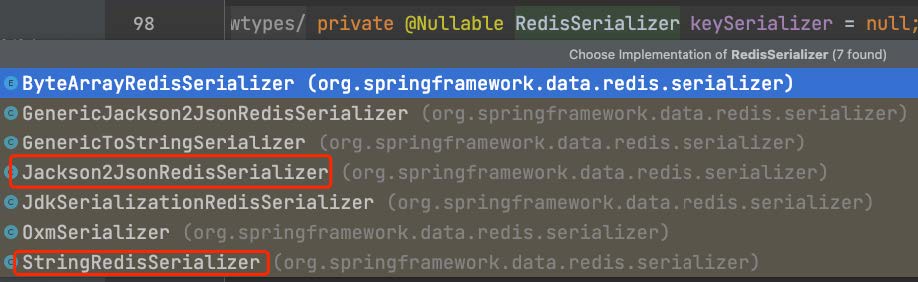 98 wtypes/ private @Nullable RedisSerializer keySerializer = null;
Choose Implementation of RedisSerializer (7 found)
ByteArrayRedisSerializer (org.springframework.data.redis.serializer)
GenericJackson2JsonRedisSerializer (org.springframework.data.redis.serializer)
GenericToStringSerializer (org.springframework.data.redis.serializer)
Jackson2JsonRedisSerializer (org.springframework.data.redis.serializer)
JdkSerializationRedisSerializer (org.springframework.data.redis.serializer)
OxmSerializer (org.springframework.data.redis.serializer)
StringRedisSerializer (org.springframework.data.redis.serializer)